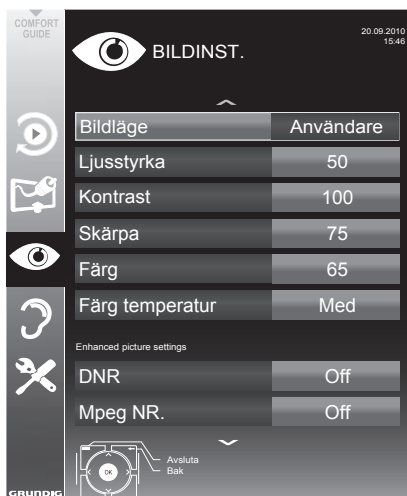 COMFORT
GUIDE
BILDINST.
20.09.2010
15:46
Bildläge Användare
Ljusstyrka 50
Kontrast 100
Skärpa 75
Färg 65
Färg temperatur Med
Enhanced picture settings
DNR Off
Mpeg NR. Off
Avsluta
Bak
OK
GRUNDIG